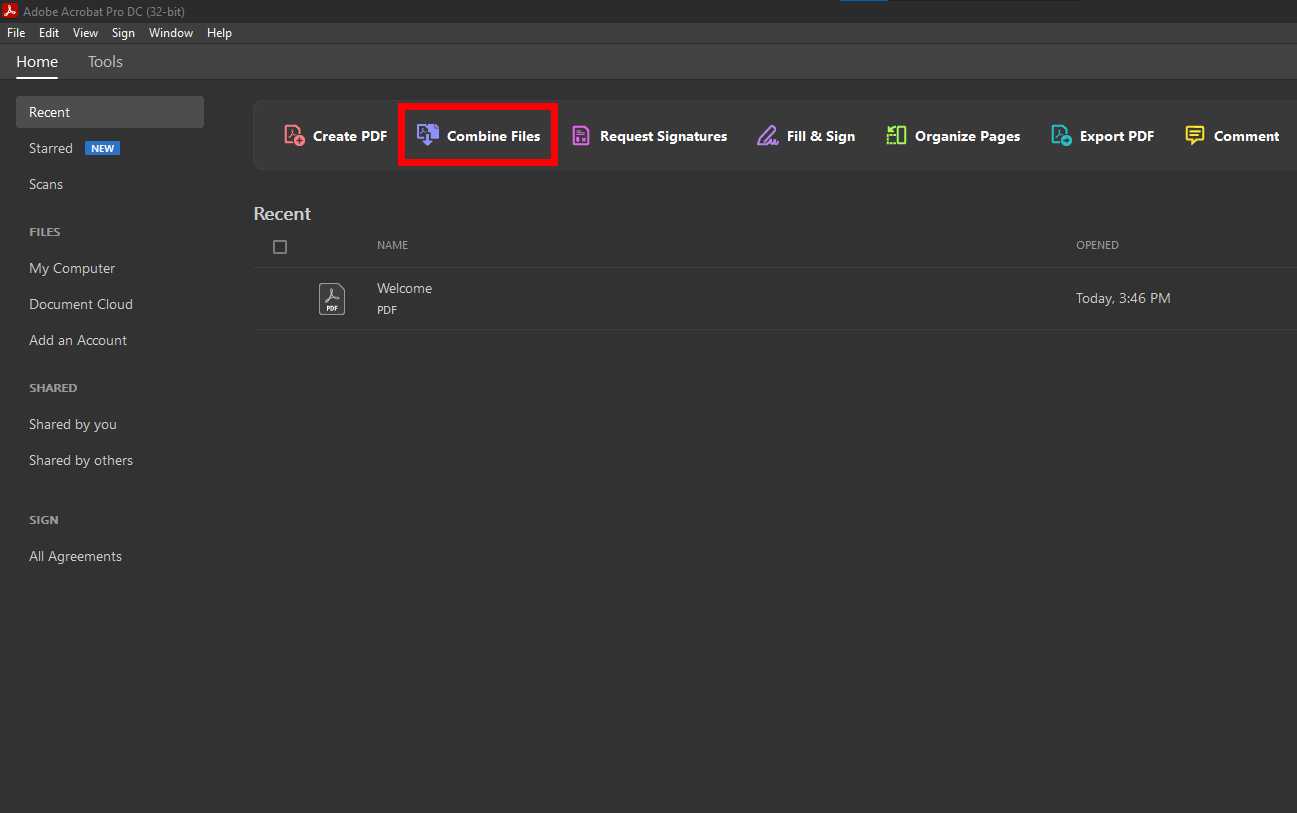 Adobe Acrobat Pro DC (32-bit)
File Edit View Sign Window Help
Home Tools
Recent
Starred NEW
Scans
FILES
My Computer
Document Cloud
Add an Account
SHARED
Shared by you
Shared by others
SIGN
All Agreements
Create PDF Combine Files Request Signatures Fill & Sign Organize Pages Export PDF Comment
Recent
NAME OPENED
PDF
Welcome
PDF
Today, 3:46 PM